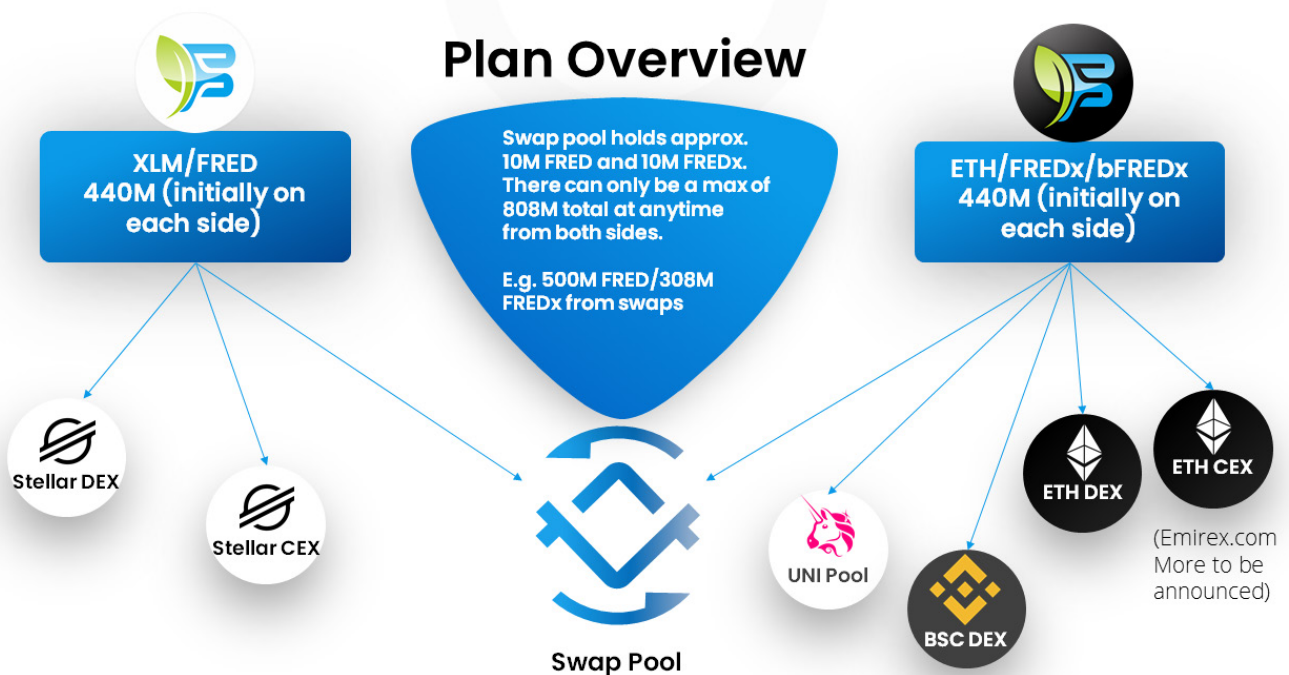 Plan Overview
XLM/FRED
440M (initially on
each side)
Swap pool holds approx.
10M FRED and 10M FREDx.
There can only be a max of
808M total at anytime
from both sides.
E.g. 500M FRED/308M
FREDx from swaps
ETH/FREDx/bFREDx
440M (initially on
each side)
Stellar DEX
Stellar CEX
Swap Pool
UNI Pool
BSC DEX
ETH DEX
ETH CEX
(Emirex.com
More to be
announced)